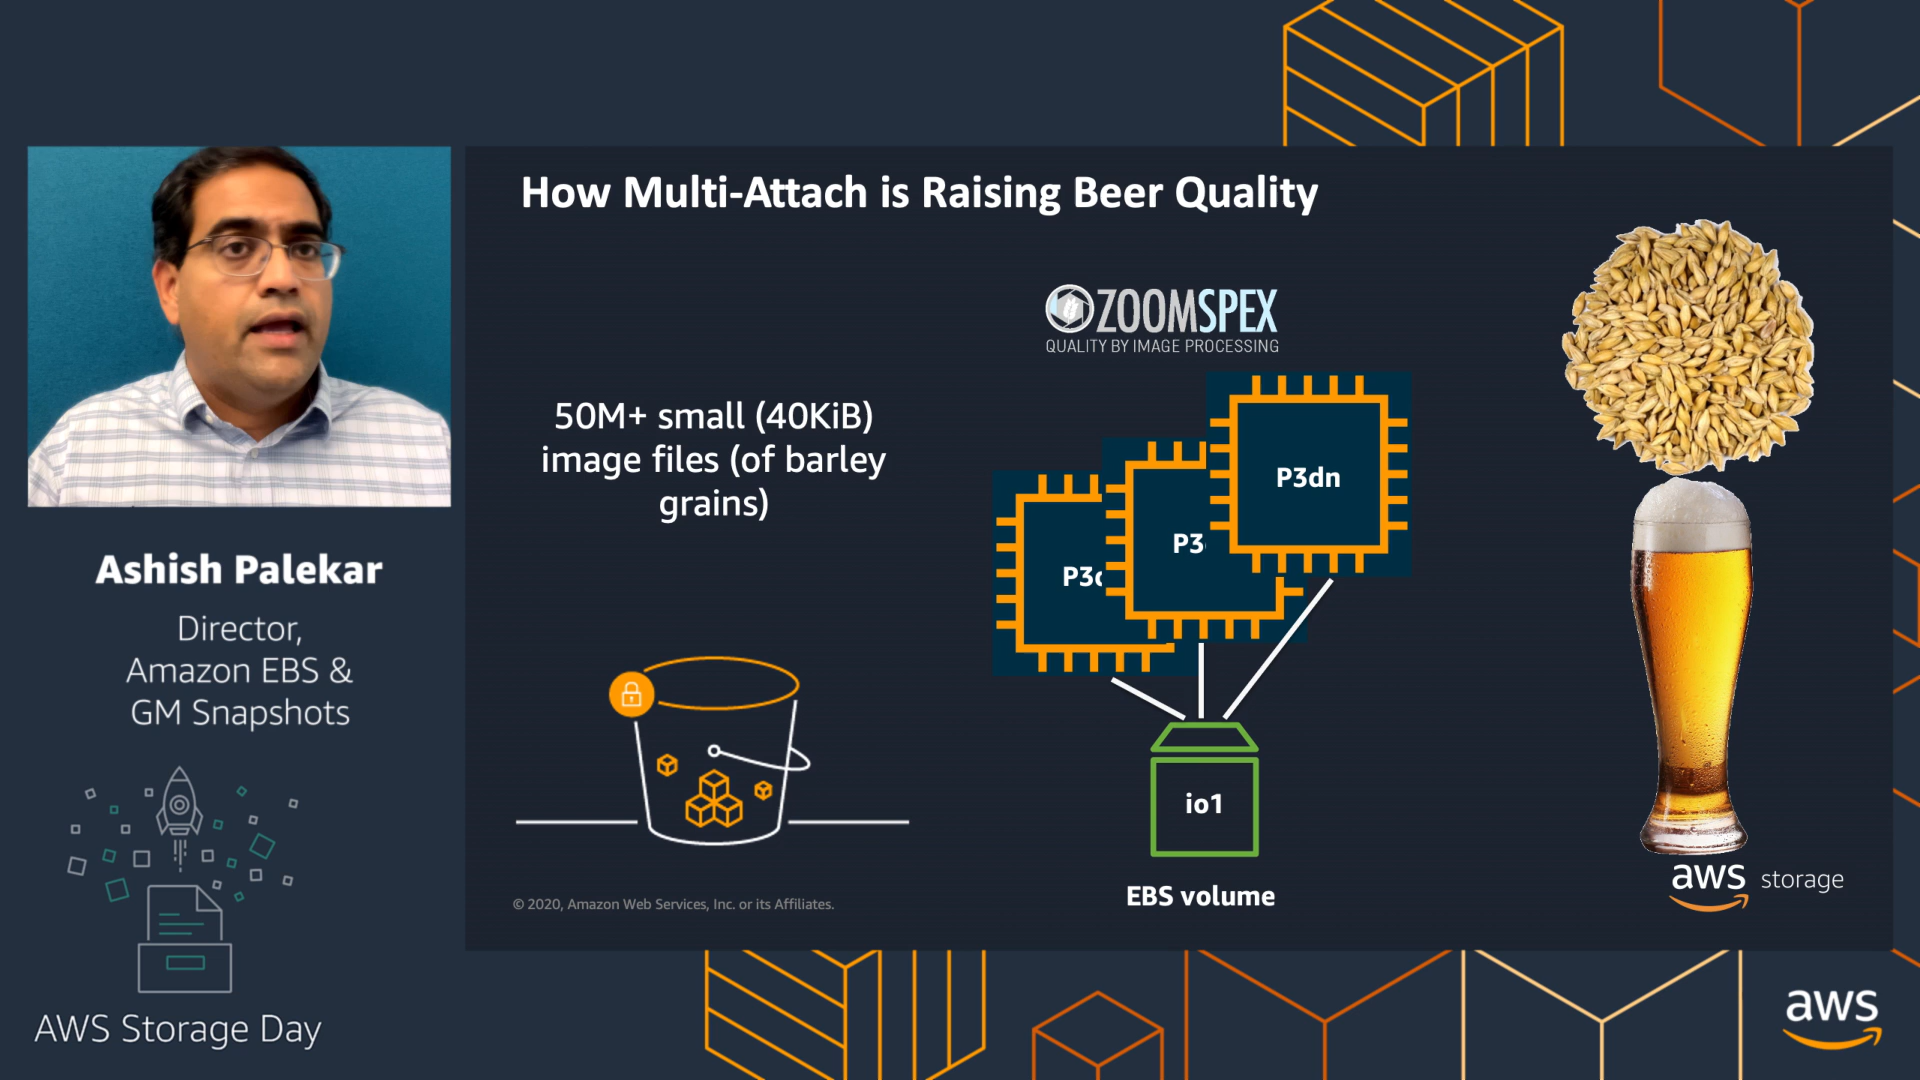 How Multi-Attach is Raising Beer Quality
ZOOMSPEX
QUALITY BY IMAGE PROCESSING
50M+ small (40KiB)
image files (of barley
grains)
P3dn
P3
P3
io1
EBS volume
© 2020, Amazon Web Services, Inc. or its Affiliates.
aws storage
Ashish Palekar
Director,
Amazon EBS &
GM Snapshots
AWS Storage Day
aws